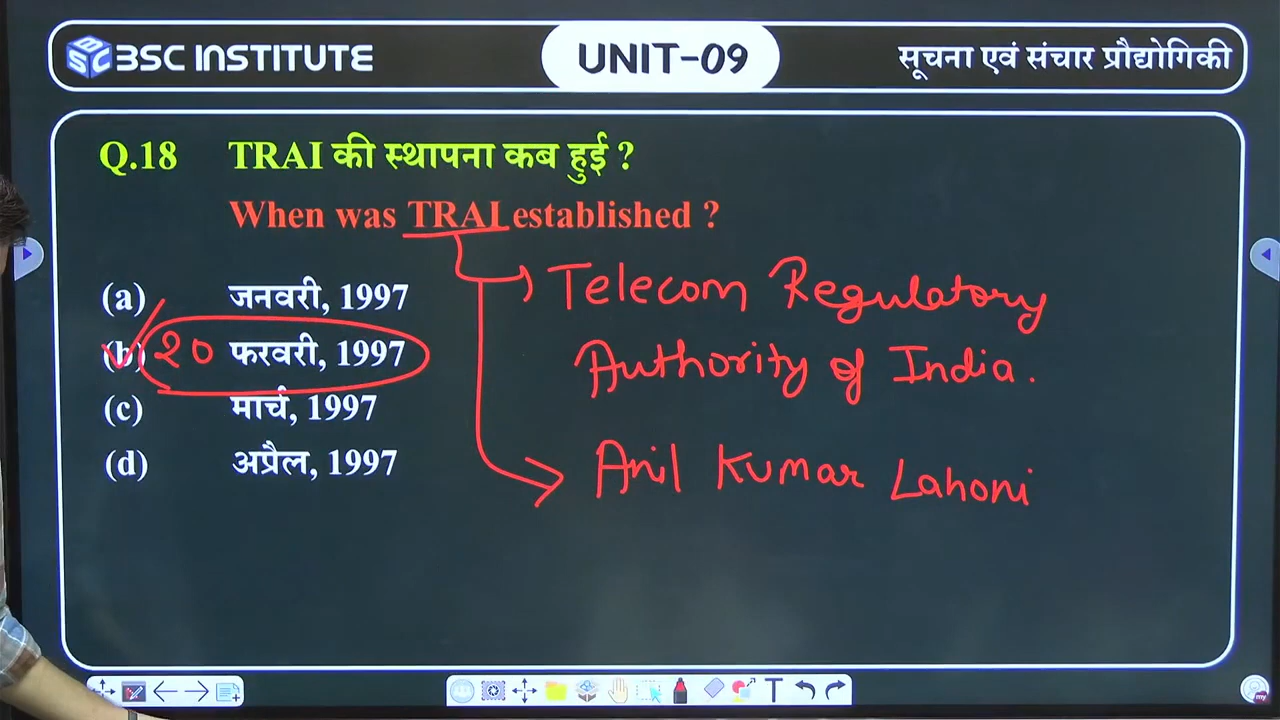 BSC INSTITUTE
UNIT-09
सूचना एवं संचार प्रौद्योगिकी
Q.18 TRAI की स्थापना कब हुई ?
When was TRAI established ?
(a) जनवरी, 1997
(b) 20 फरवरी, 1997
(c) मार्च, 1997
(d) अप्रैल, 1997
Telecom Regulatory
Authority of India.
Anil Kumar Lahoni